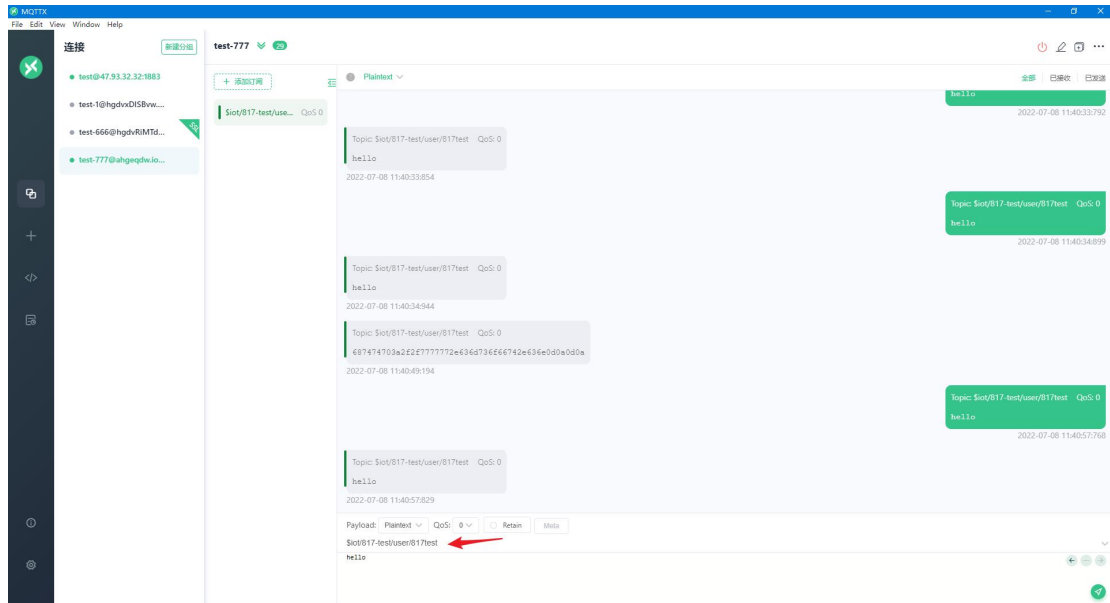 MQTTX
File Edit View Window Help
连接
新建分组
test@47.93.32.32:1883
test-1@hgdvxDISBvw....
test-666@hgdvRiMTd...
SSL
test-777@ahgeqdw.io...
test-777 29
+ 添加订阅
$iot/817-test/use... QoS 0
Plaintext
全部 已接收 已发送
hello
2022-07-08 11:40:33:792
Topic: $iot/817-test/user/817test QoS: 0
hello
2022-07-08 11:40:33:854
Topic: $iot/817-test/user/817test QoS: 0
hello
2022-07-08 11:40:34:899
Topic: $iot/817-test/user/817test QoS: 0
hello
2022-07-08 11:40:34:944
Topic: $iot/817-test/user/817test QoS: 0
687474703a2f2f7777772e636d736f66742e636e0d0a0d0a
2022-07-08 11:40:49:194
Topic: $iot/817-test/user/817test QoS: 0
hello
2022-07-08 11:40:57:768
Topic: $iot/817-test/user/817test QoS: 0
hello
2022-07-08 11:40:57:829
Payload: Plaintext QoS: 0 Retain Meta
$iot/817-test/user/817test
hello